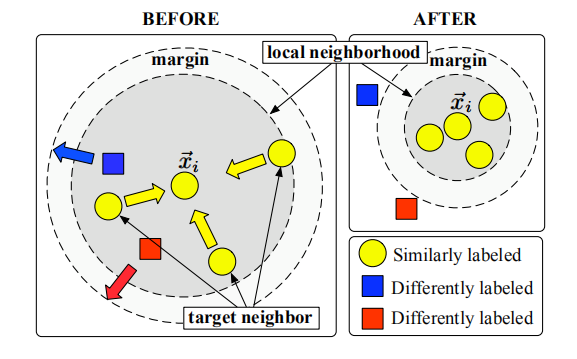 BEFORE
AFTER
local neighborhood
margin
margin
$\vec{x}_i$
$\vec{x}_i$
target neighbor
Similarly labeled
Differently labeled
Differently labeled